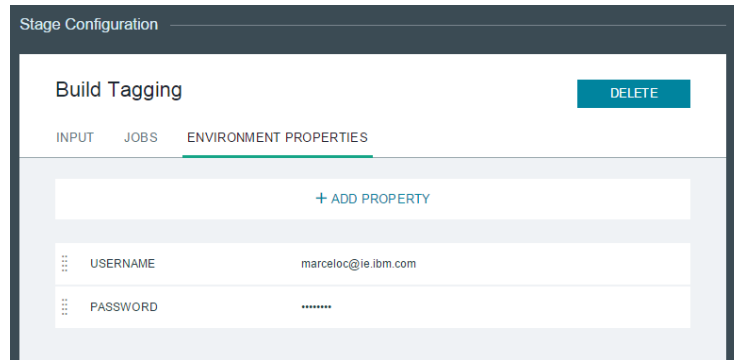 Stage Configuration
Build Tagging
DELETE
INPUT JOBS ENVIRONMENT PROPERTIES
+ ADD PROPERTY
USERNAME marceloc@ie.ibm.com
PASSWORD ••••••••